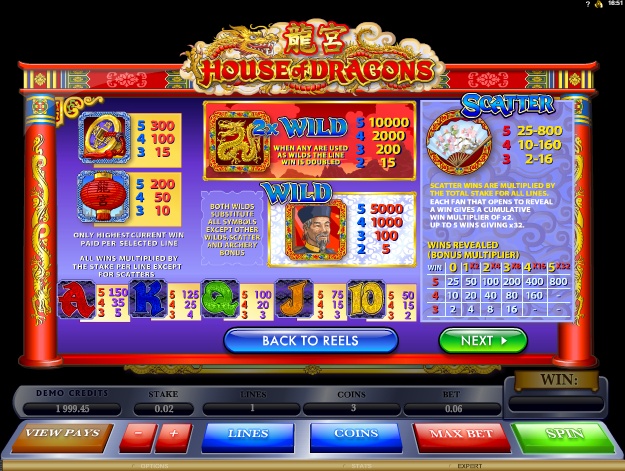 ? 16:51
龍宮
HOUSE of DRAGONS
5 300
4 100
3 15
5 200
4 50
3 10
ONLY HIGHEST CURRENT WIN
PAID PER SELECTED LINE
ALL WINS MULTIPLIED BY
THE STAKE PER LINE EXCEPT
FOR SCATTERS
2x WILD
WHEN ANY ARE USED
AS WILDS THE LINE
WIN IS DOUBLED
5 10000
4 2000
3 200
2 15
WILD
BOTH WILDS
SUBSTITUTE
ALL SYMBOLS
EXCEPT OTHER
WILDS, SCATTER
AND ARCHERY
BONUS
5 5000
4 1000
3 100
2 5
SCATTER
5 25-800
4 10-160
3 2-16
SCATTER WINS ARE MULTIPLIED BY
THE TOTAL STAKE FOR ALL LINES.
EACH FAN THAT OPENS TO REVEAL
A WIN GIVES A CUMULATIVE
WIN MULTIPLIER OF x2.
UP TO 5 WINS GIVING x32.
WINS REVEALED
(BONUS MULTIPLIER)
WIN 0 1x2 2x4 3x8 4x16 5x32
5 25 50 100 200 400 800
4 10 20 40 80 160 -
3 2 4 8 16 - -
A 5 150
4 35
3 5
K 5 125
4 25
3 4
Q 5 100
4 20
3 3
J 5 75
4 15
3 3
10 5 50
4 15
3 2
BACK TO REELS
NEXT
DEMO CREDITS STAKE LINES COINS BET WIN:
1 999.45 0.02 1 3 0.06
VIEW PAYS - + LINES COINS MAX BET SPIN
OPTIONS STATS EXPERT